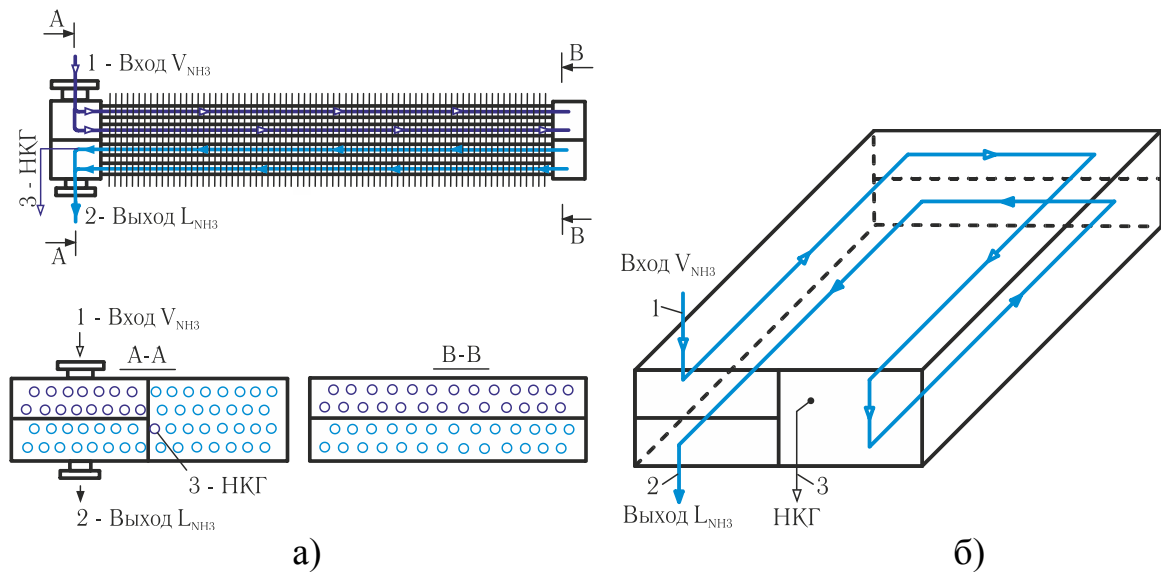 А
В
1 - Вход V_NH3
3 - НКГ
2- Выход L_NH3
А
В
1 - Вход V_NH3
А-А
В-В
3 - НКГ
2 - Выход L_NH3
а)
Вход V_NH3
1
2
3
Выход L_NH3
НКГ
б)